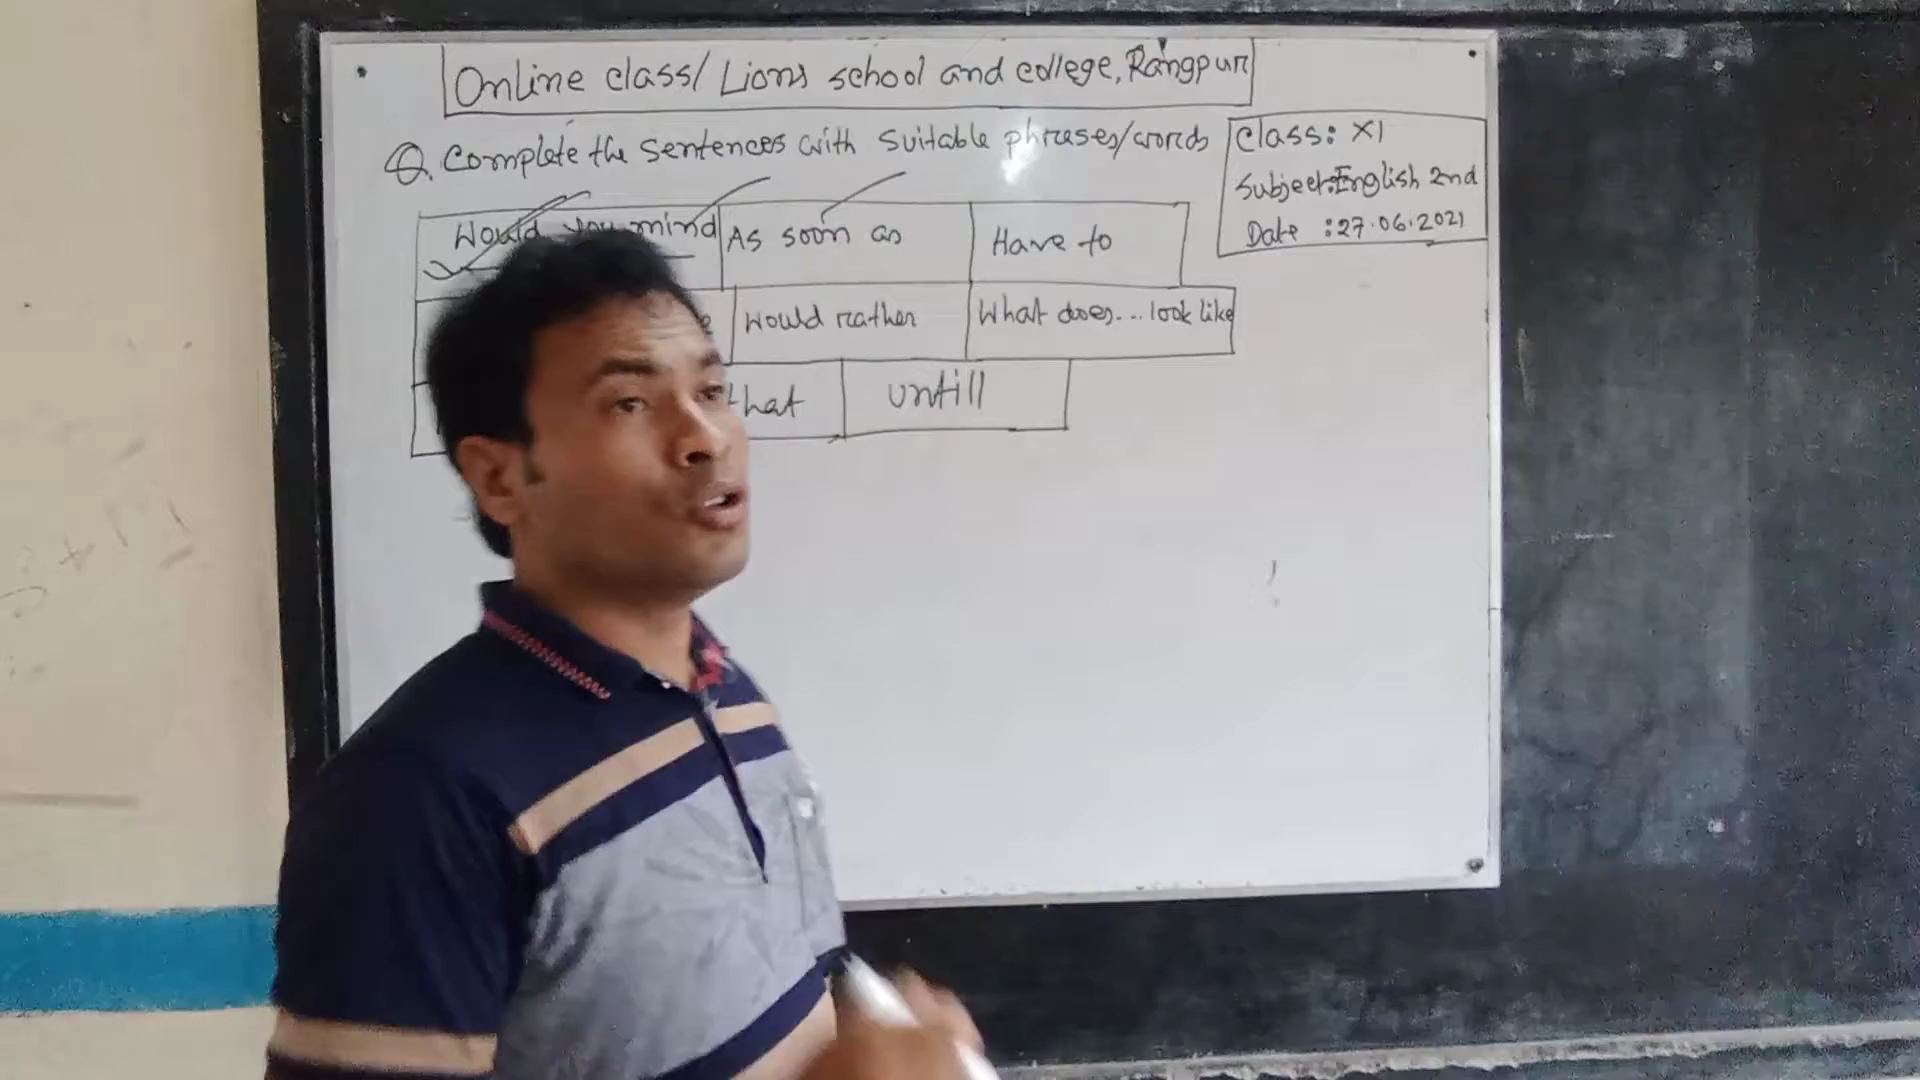 Online class/ Lions school and college, Rangpur
Q. Complete the sentences with suitable phrases/words
Class: XI
Subject: English 2nd
Date : 27.06.2021
Would you mind As soon as Have to
Would rather What does... look like
that untill